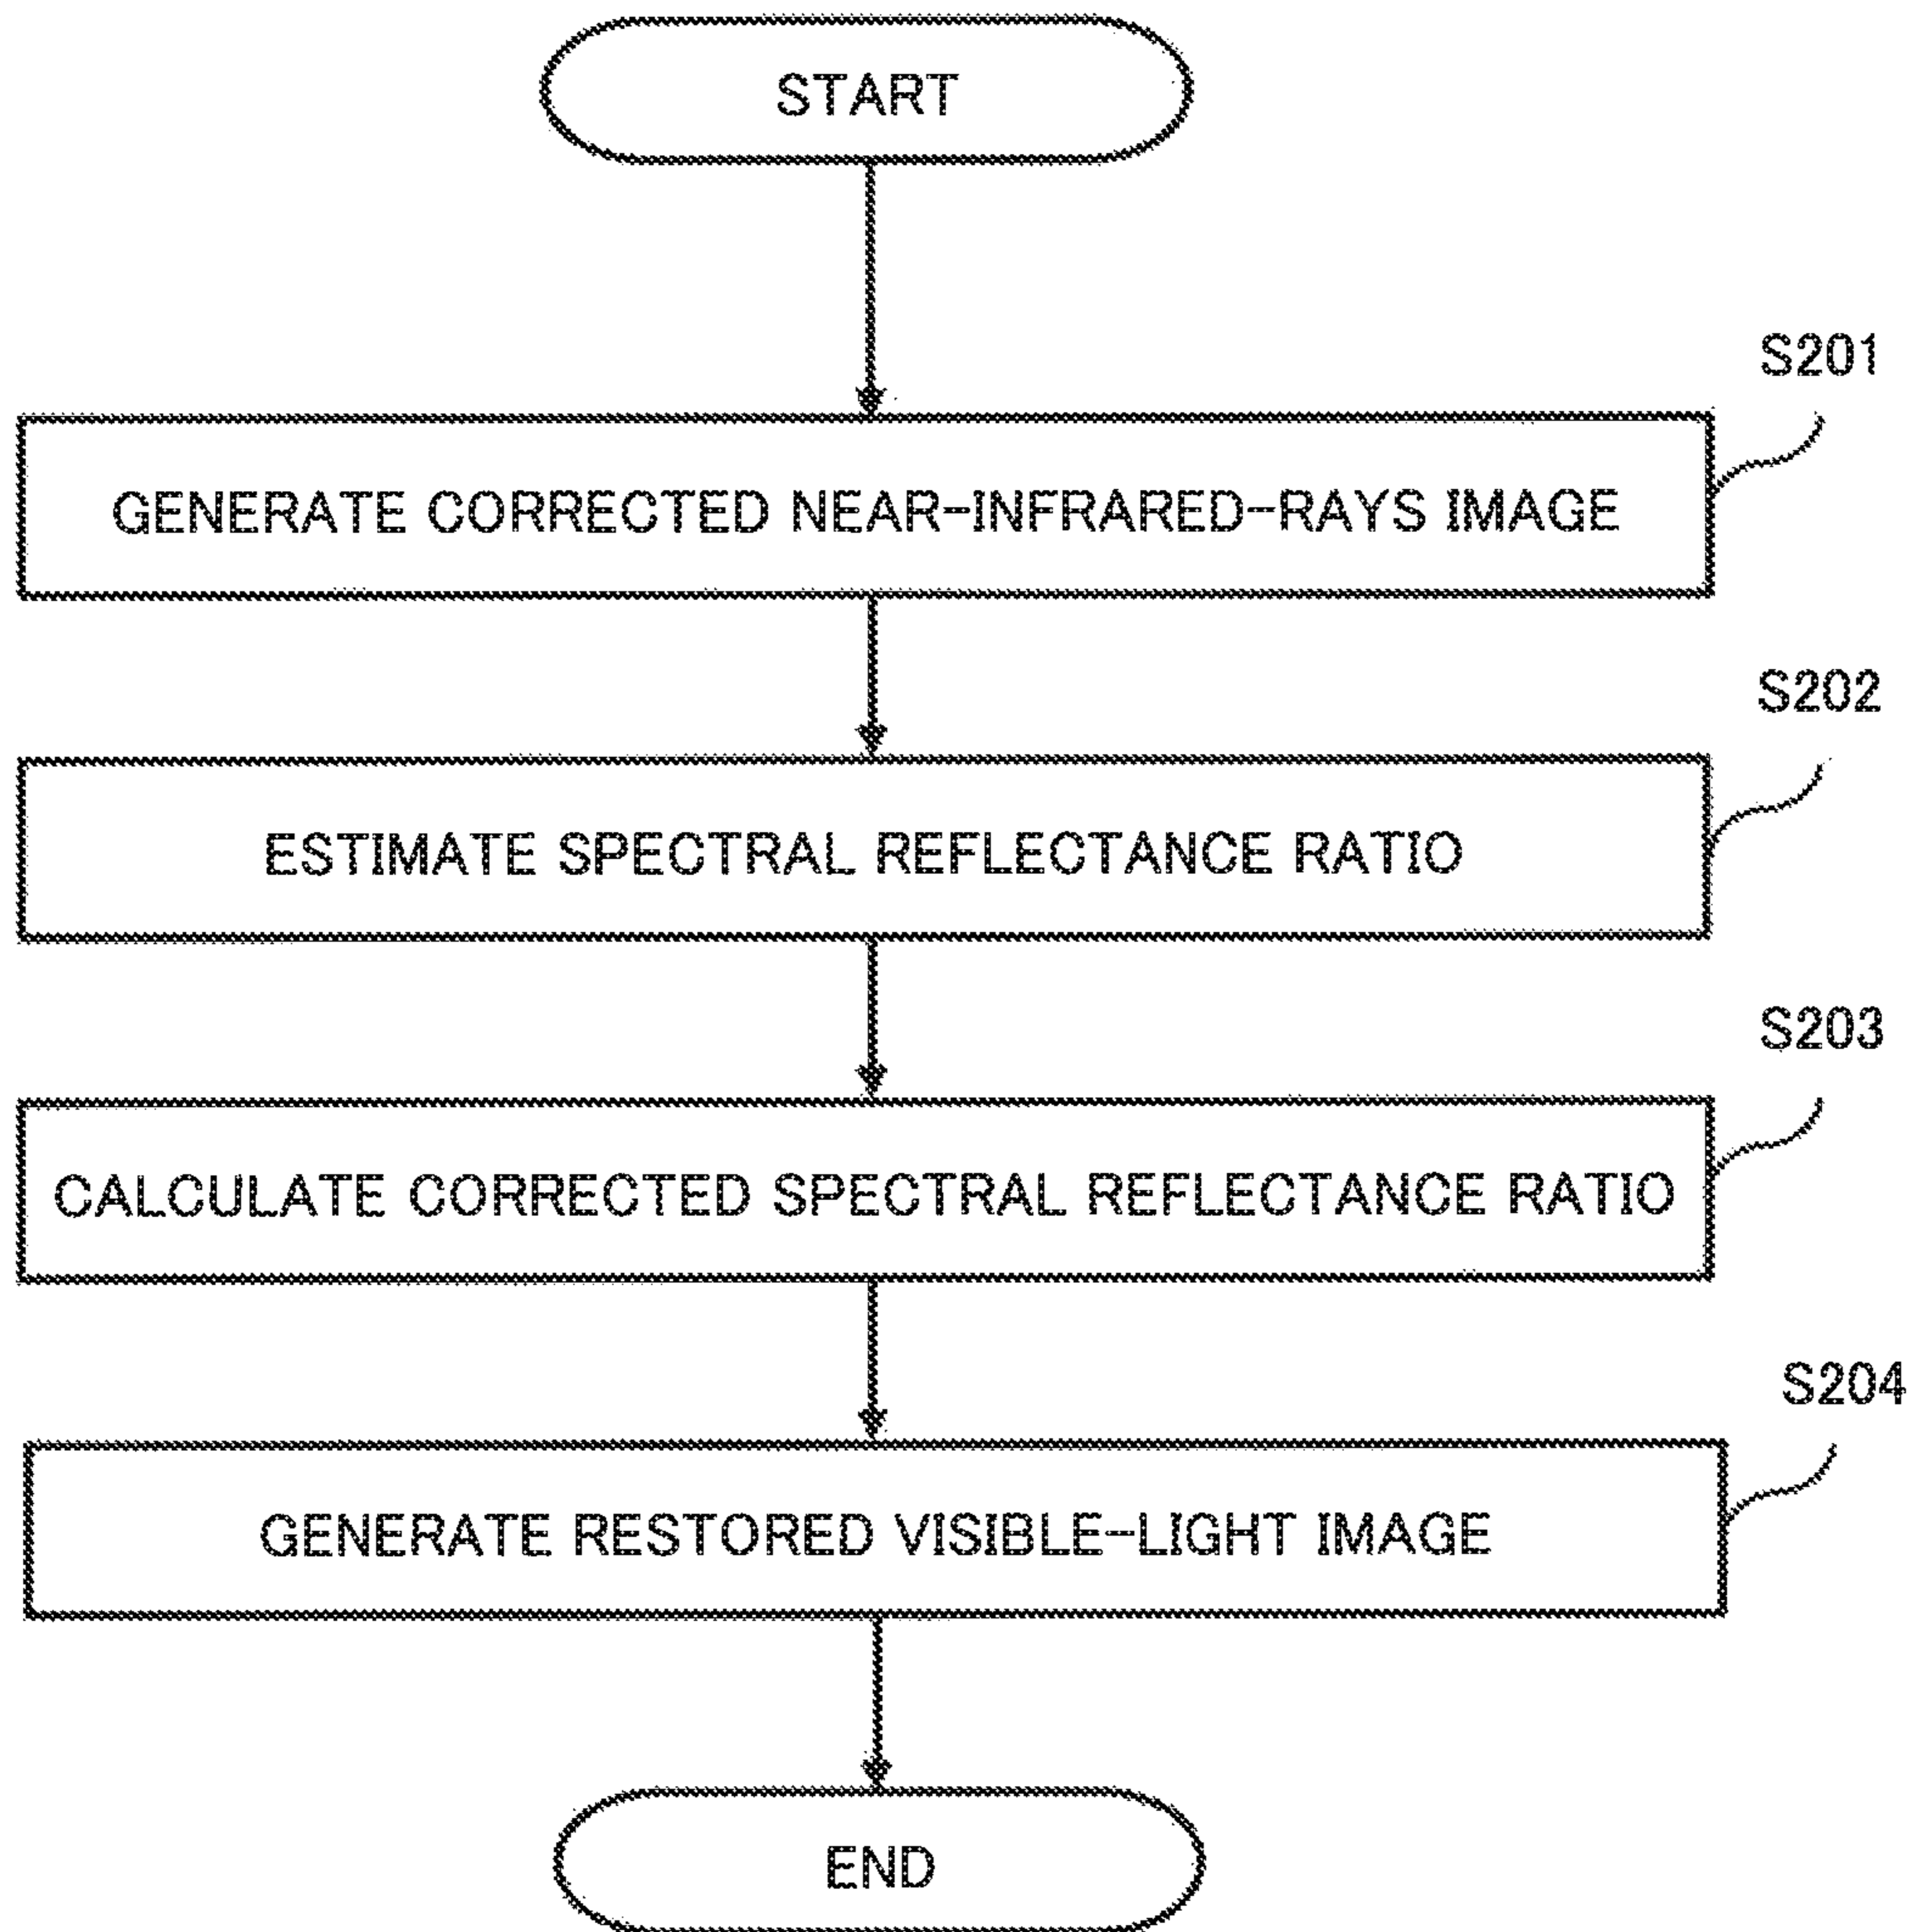 START
S201
GENERATE CORRECTED NEAR-INFRARED-RAYS IMAGE
S202
ESTIMATE SPECTRAL REFLECTANCE RATIO
S203
CALCULATE CORRECTED SPECTRAL REFLECTANCE RATIO
S204
GENERATE RESTORED VISIBLE-LIGHT IMAGE
END